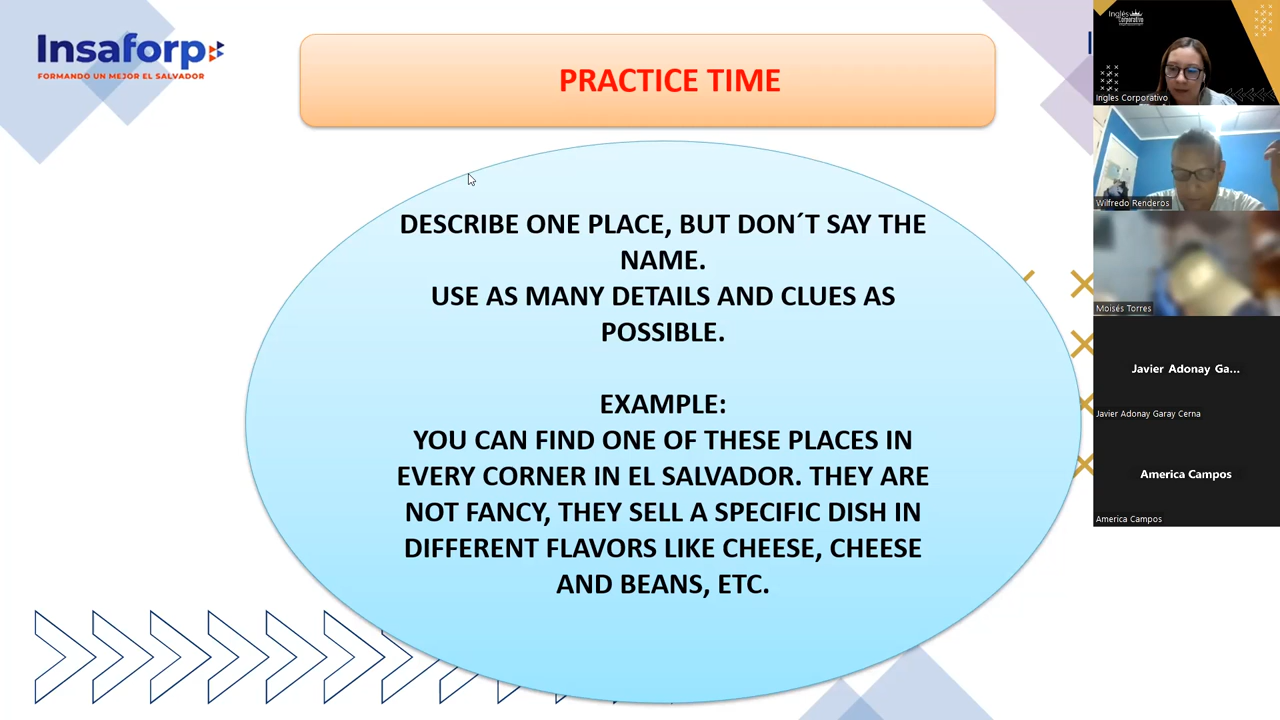 Insaforp
FORMANDO UN MEJOR EL SALVADOR
PRACTICE TIME
DESCRIBE ONE PLACE, BUT DON´T SAY THE
NAME.
USE AS MANY DETAILS AND CLUES AS
POSSIBLE.
EXAMPLE:
YOU CAN FIND ONE OF THESE PLACES IN
EVERY CORNER IN EL SALVADOR. THEY ARE
NOT FANCY, THEY SELL A SPECIFIC DISH IN
DIFFERENT FLAVORS LIKE CHEESE, CHEESE
AND BEANS, ETC.
Inglés
Corporativo
Ingles Corporativo
Wilfredo Renderos
Moisés Torres
Javier Adonay Ga...
Javier Adonay Garay Cerna
America Campos
America Campos